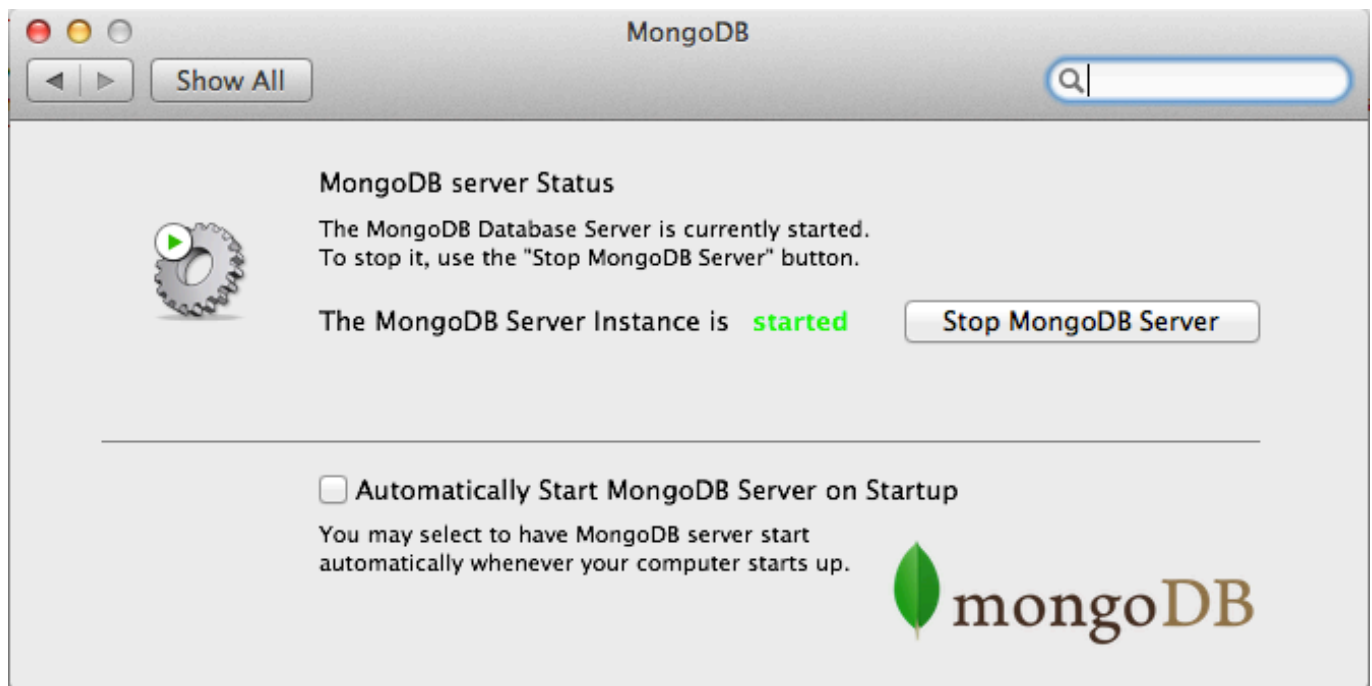 MongoDB
Show All
MongoDB server Status
The MongoDB Database Server is currently started.
To stop it, use the "Stop MongoDB Server" button.
The MongoDB Server Instance is started
Stop MongoDB Server
Automatically Start MongoDB Server on Startup
You may select to have MongoDB server start
automatically whenever your computer starts up.
mongoDB